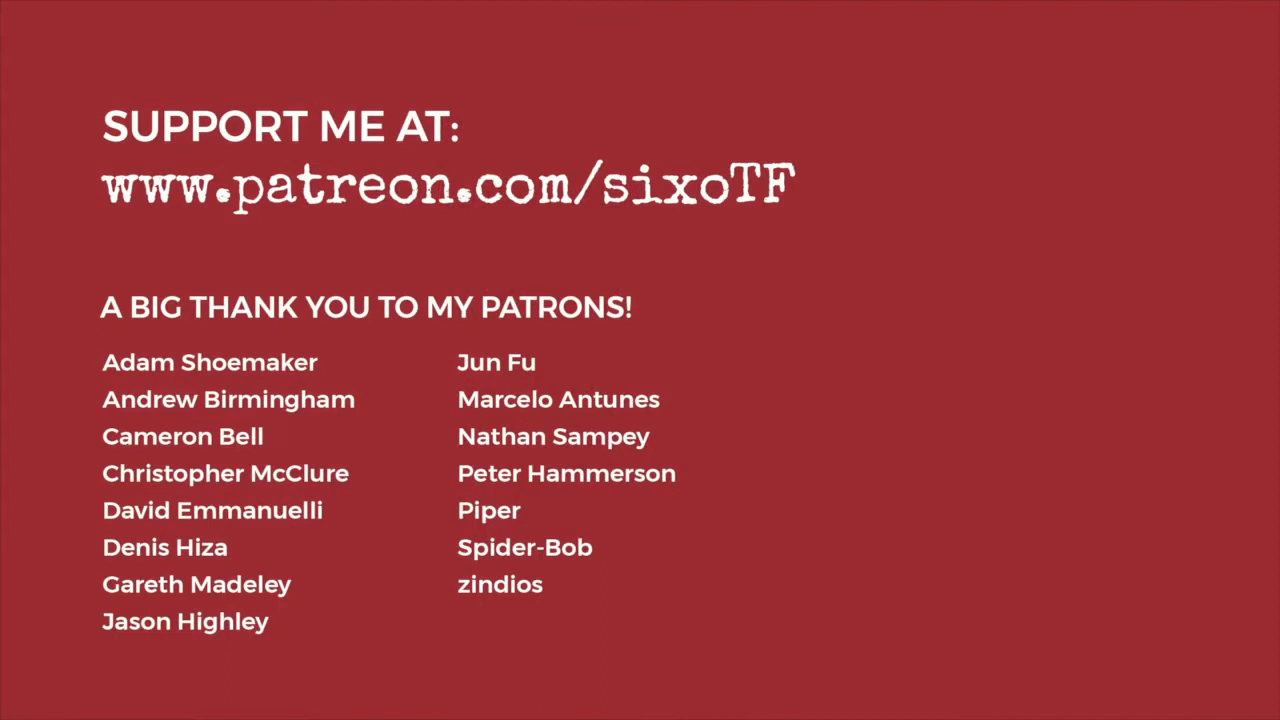 SUPPORT ME AT:
www.patreon.com/sixoTF
A BIG THANK YOU TO MY PATRONS!
Adam Shoemaker
Andrew Birmingham
Cameron Bell
Christopher McClure
David Emmanuelli
Denis Hiza
Gareth Madeley
Jason Highley
Jun Fu
Marcelo Antunes
Nathan Sampey
Peter Hammerson
Piper
Spider-Bob
zindios